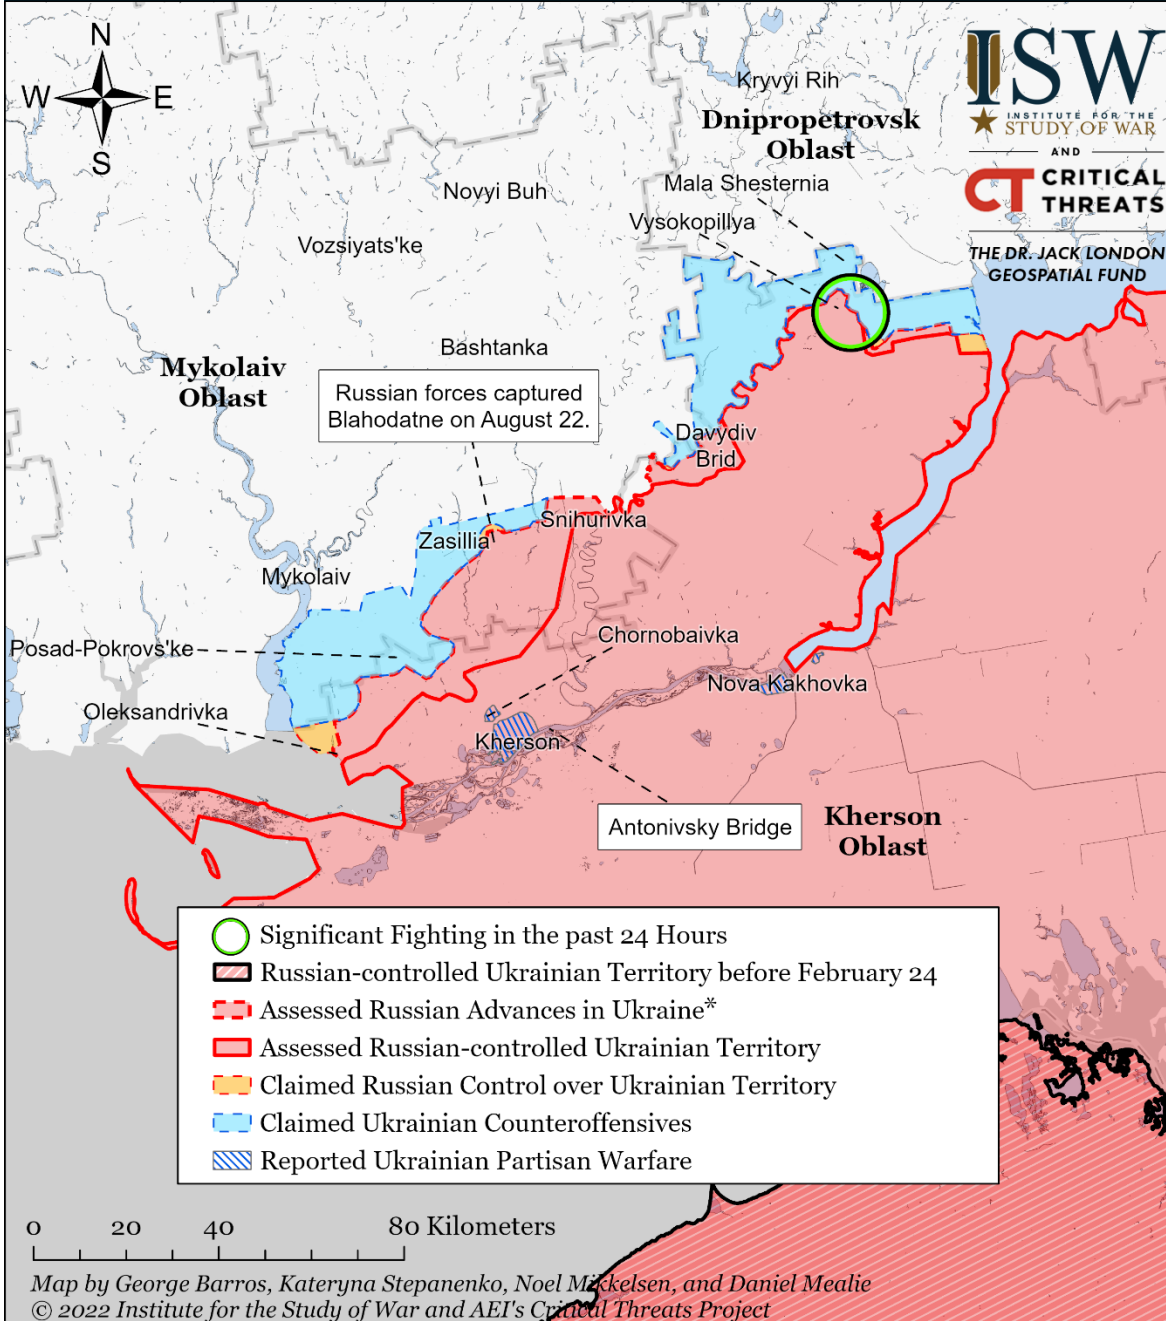 N
W
E
S
ISW
INSTITUTE FOR THE
STUDY OF WAR
AND
CT CRITICAL
THREATS
THE DR. JACK LONDON
GEOSPATIAL FUND
Kryvyi Rih
Dnipropetrovsk
Oblast
Mala Shesternia
Novyi Buh
Vysokopillya
Vozsiyats'ke
Bashtanka
Mykolaiv
Oblast
Russian forces captured
Blahodatne on August 22.
Davydiv
Brid
Snihurivka
Zasillia
Mykolaiv
Chornobaivka
Posad-Pokrovs'ke
Nova Kakhovka
Oleksandrivka
Kherson
Antonivsky Bridge
Kherson
Oblast
Significant Fighting in the past 24 Hours
Russian-controlled Ukrainian Territory before February 24
Assessed Russian Advances in Ukraine*
Assessed Russian-controlled Ukrainian Territory
Claimed Russian Control over Ukrainian Territory
Claimed Ukrainian Counteroffensives
Reported Ukrainian Partisan Warfare
0 20 40 80 Kilometers
Map by George Barros, Kateryna Stepanenko, Noel Mikkelsen, and Daniel Mealie
© 2022 Institute for the Study of War and AEI's Critical Threats Project